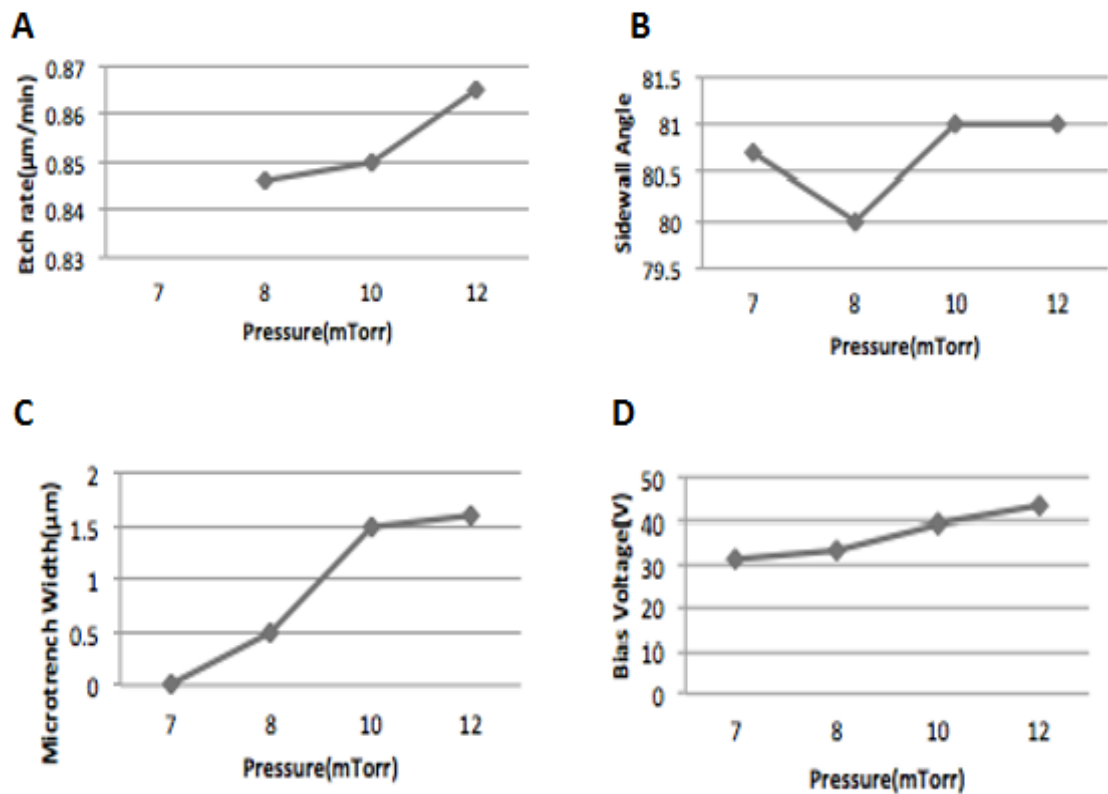 A
Etch rate(μm/min)
0.87
0.86
0.85
0.84
0.83
7 8 10 12
Pressure(mTorr)
B
Sidewall Angle
81.5
81
80.5
80
79.5
7 8 10 12
Pressure(mTorr)
C
Microtrench Width(μm)
2
1.5
1
0.5
0
7 8 10 12
Pressure(mTorr)
D
Bias Voltage(V)
50
40
30
20
10
0
7 8 10 12
Pressure(mTorr)